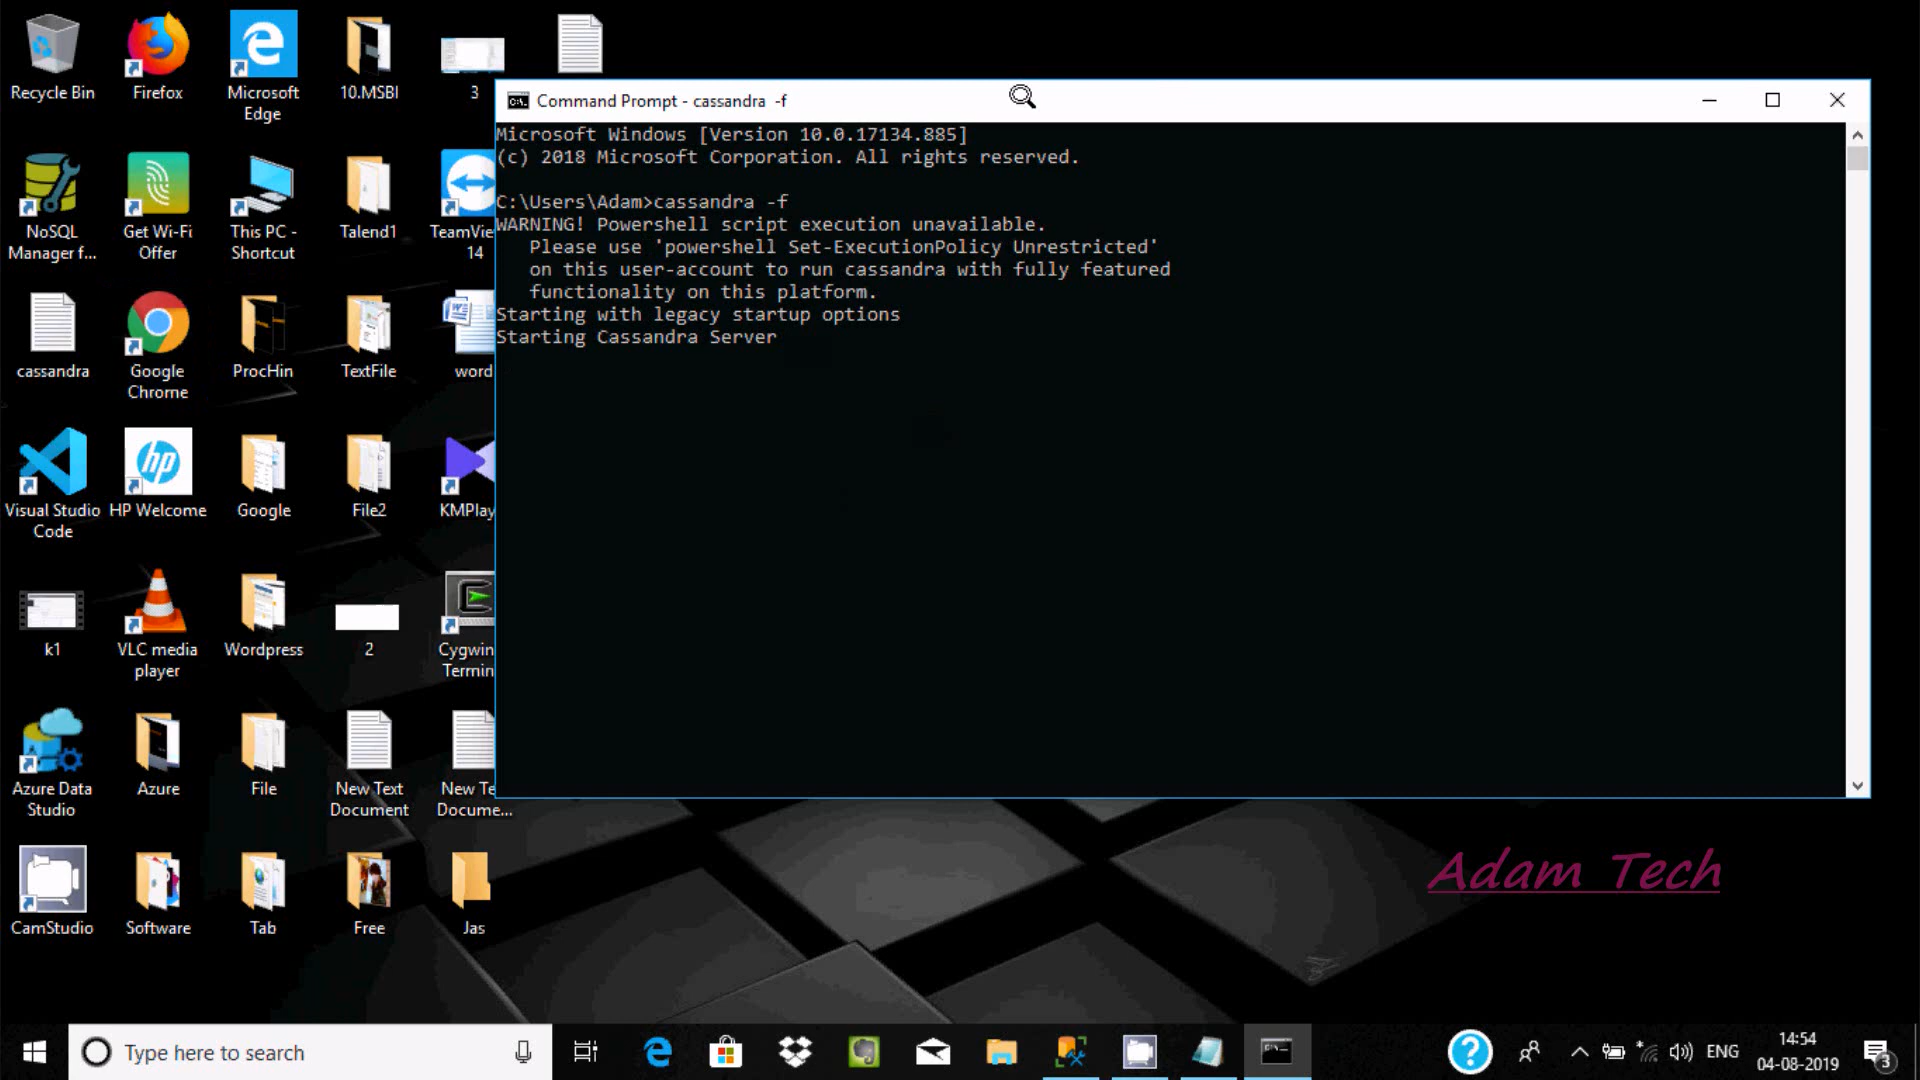 Recycle Bin
Firefox
Microsoft
Edge
10.MSBI
3
NoSQL
Manager f...
Get Wi-Fi
Offer
This PC -
Shortcut
Talend1
TeamVie
14
cassandra
Google
Chrome
ProcHin
TextFile
word
Visual Studio
Code
HP Welcome
Google
File2
KMPlay
k1
VLC media
player
Wordpress
2
Cygwin
Termin
Azure Data
Studio
Azure
File
New Text
Document
New Te
Docume...
CamStudio
Software
Tab
Free
Jas
Command Prompt - cassandra -f
Microsoft Windows [Version 10.0.17134.885]
(c) 2018 Microsoft Corporation. All rights reserved.
C:\Users\Adam>cassandra -f
WARNING! Powershell script execution unavailable.
Please use 'powershell Set-ExecutionPolicy Unrestricted'
on this user-account to run cassandra with fully featured
functionality on this platform.
Starting with legacy startup options
Starting Cassandra Server
Adam Tech
Type here to search
ENG
14:54
04-08-2019
3